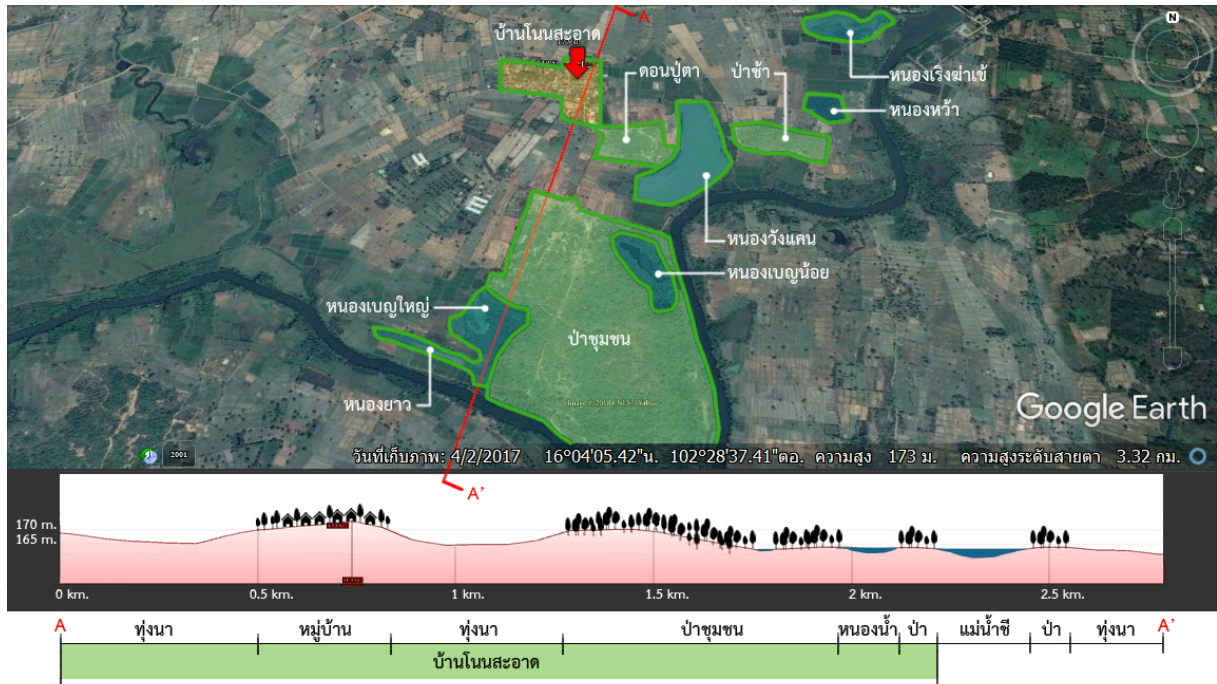 A
N
บ้านโนนสะอาด
ดอนปู่ตา
ป่าช้า
หนองเริงฆ่าเข้
หนองหว้า
หนองวังแคน
หนองเบญน้อย
หนองเบญใหญ่
ป่าชุมชน
หนองยาว
Google Earth
2001
วันที่เก็บภาพ: 4/2/2017 16°04'05.42"น. 102°28'37.41"ตอ. ความสูง 173 ม. ความสูงระดับสายตา 3.32 กม.
A'
170 m.
165 m.
0 km. 0.5 km. 1 km. 1.5 km. 2 km. 2.5 km.
A ทุ่งนา หมู่บ้าน ทุ่งนา ป่าชุมชน หนองน้ำ ป่า แม่น้ำชี ป่า ทุ่งนา A'
บ้านโนนสะอาด